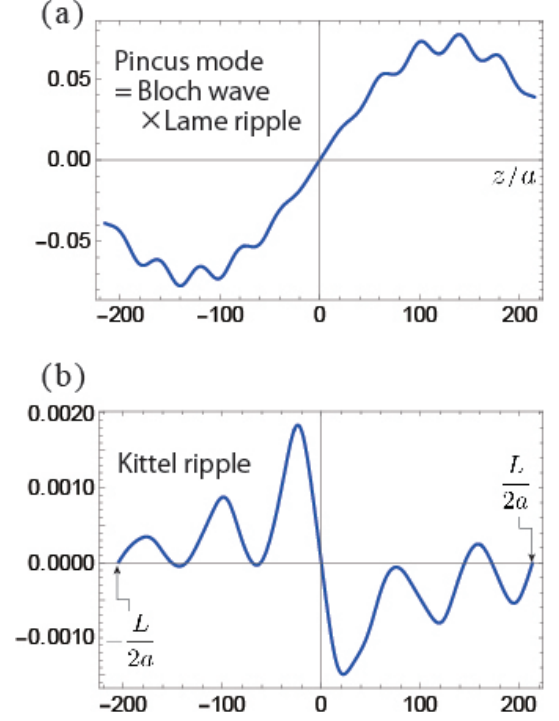 (a)
Pincus mode
= Bloch wave
×Lame ripple
0.05
0.00
z/a
−0.05
−200 −100 0 100 200
(b)
0.0020
Kittel ripple
L
2a
0.0010
0.0000
−0.0010
− L
2a
−200 −100 0 100 200